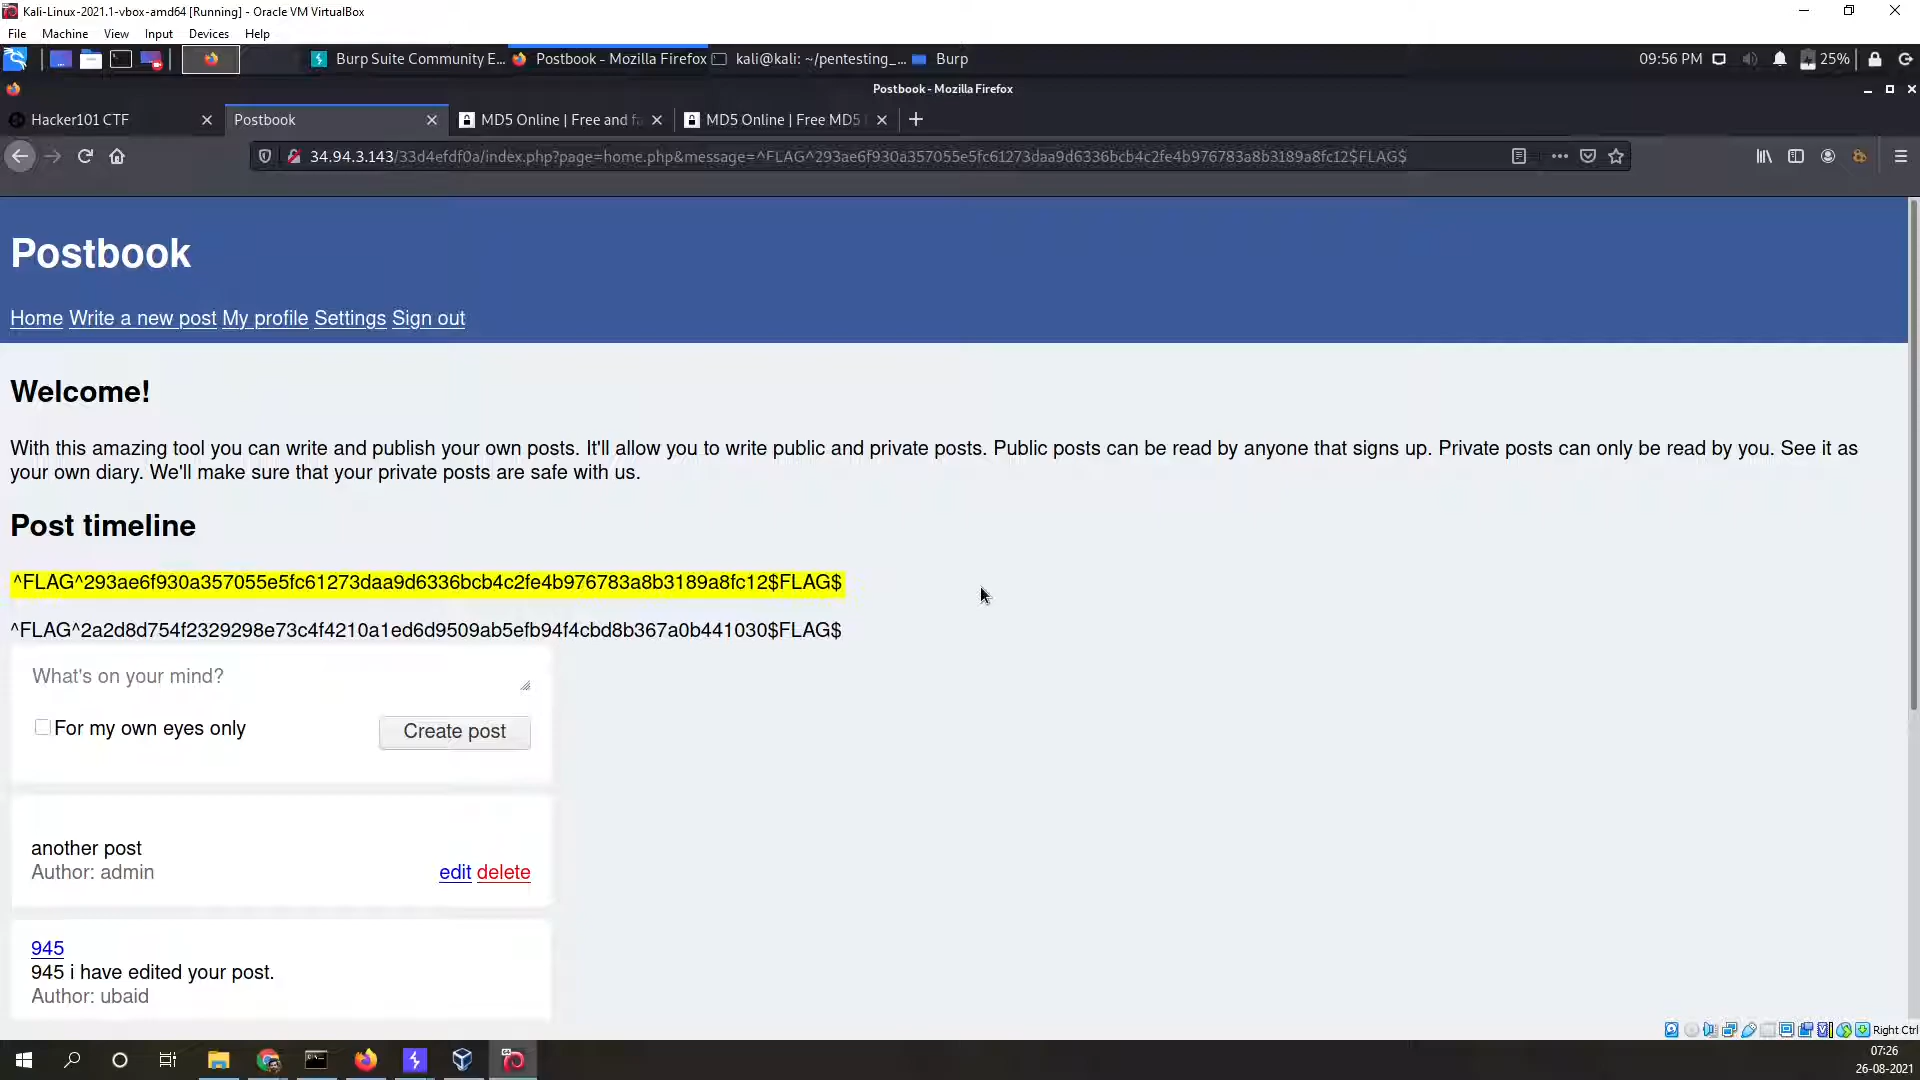 Kali-Linux-2021.1-vbox-amd64 [Running] - Oracle VM VirtualBox
File Machine View Input Devices Help
Burp Suite Community E... Postbook - Mozilla Firefox kali@kali: ~/pentesting_... Burp 09:56 PM 25%
Postbook - Mozilla Firefox
Hacker101 CTF Postbook MD5 Online | Free and fa MD5 Online | Free MD5
34.94.3.143/33d4efdf0a/index.php?page=home.php&message=^FLAG^293ae6f930a357055e5fc61273daa9d6336bcb4c2fe4b976783a8b3189a8fc12$FLAG$
Postbook
Home Write a new post My profile Settings Sign out
Welcome!
With this amazing tool you can write and publish your own posts. It'll allow you to write public and private posts. Public posts can be read by anyone that signs up. Private posts can only be read by you. See it as
your own diary. We'll make sure that your private posts are safe with us.
Post timeline
^FLAG^293ae6f930a357055e5fc61273daa9d6336bcb4c2fe4b976783a8b3189a8fc12$FLAG$
^FLAG^2a2d8d754f2329298e73c4f4210a1ed6d9509ab5efb94f4cbd8b367a0b441030$FLAG$
What's on your mind?
For my own eyes only Create post
another post
Author: admin edit delete
945
945 i have edited your post.
Author: ubaid
Right Ctrl
07:26
26-08-2021